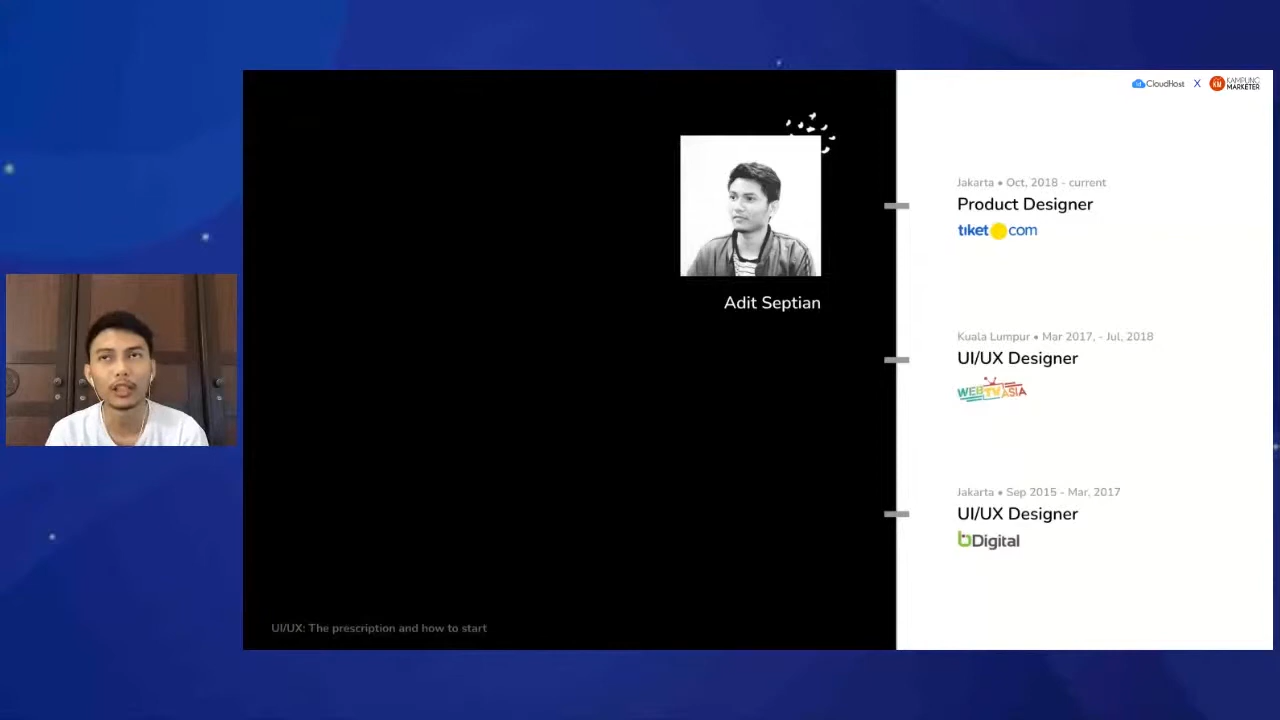 CloudHost X KAMPUNG MARKETER
Adit Septian
Jakarta • Oct, 2018 - current
Product Designer
tiket com
Kuala Lumpur • Mar 2017, - Jul, 2018
UI/UX Designer
WEBTVASIA
Jakarta • Sep 2015 - Mar, 2017
UI/UX Designer
bDigital
UI/UX: The prescription and how to start